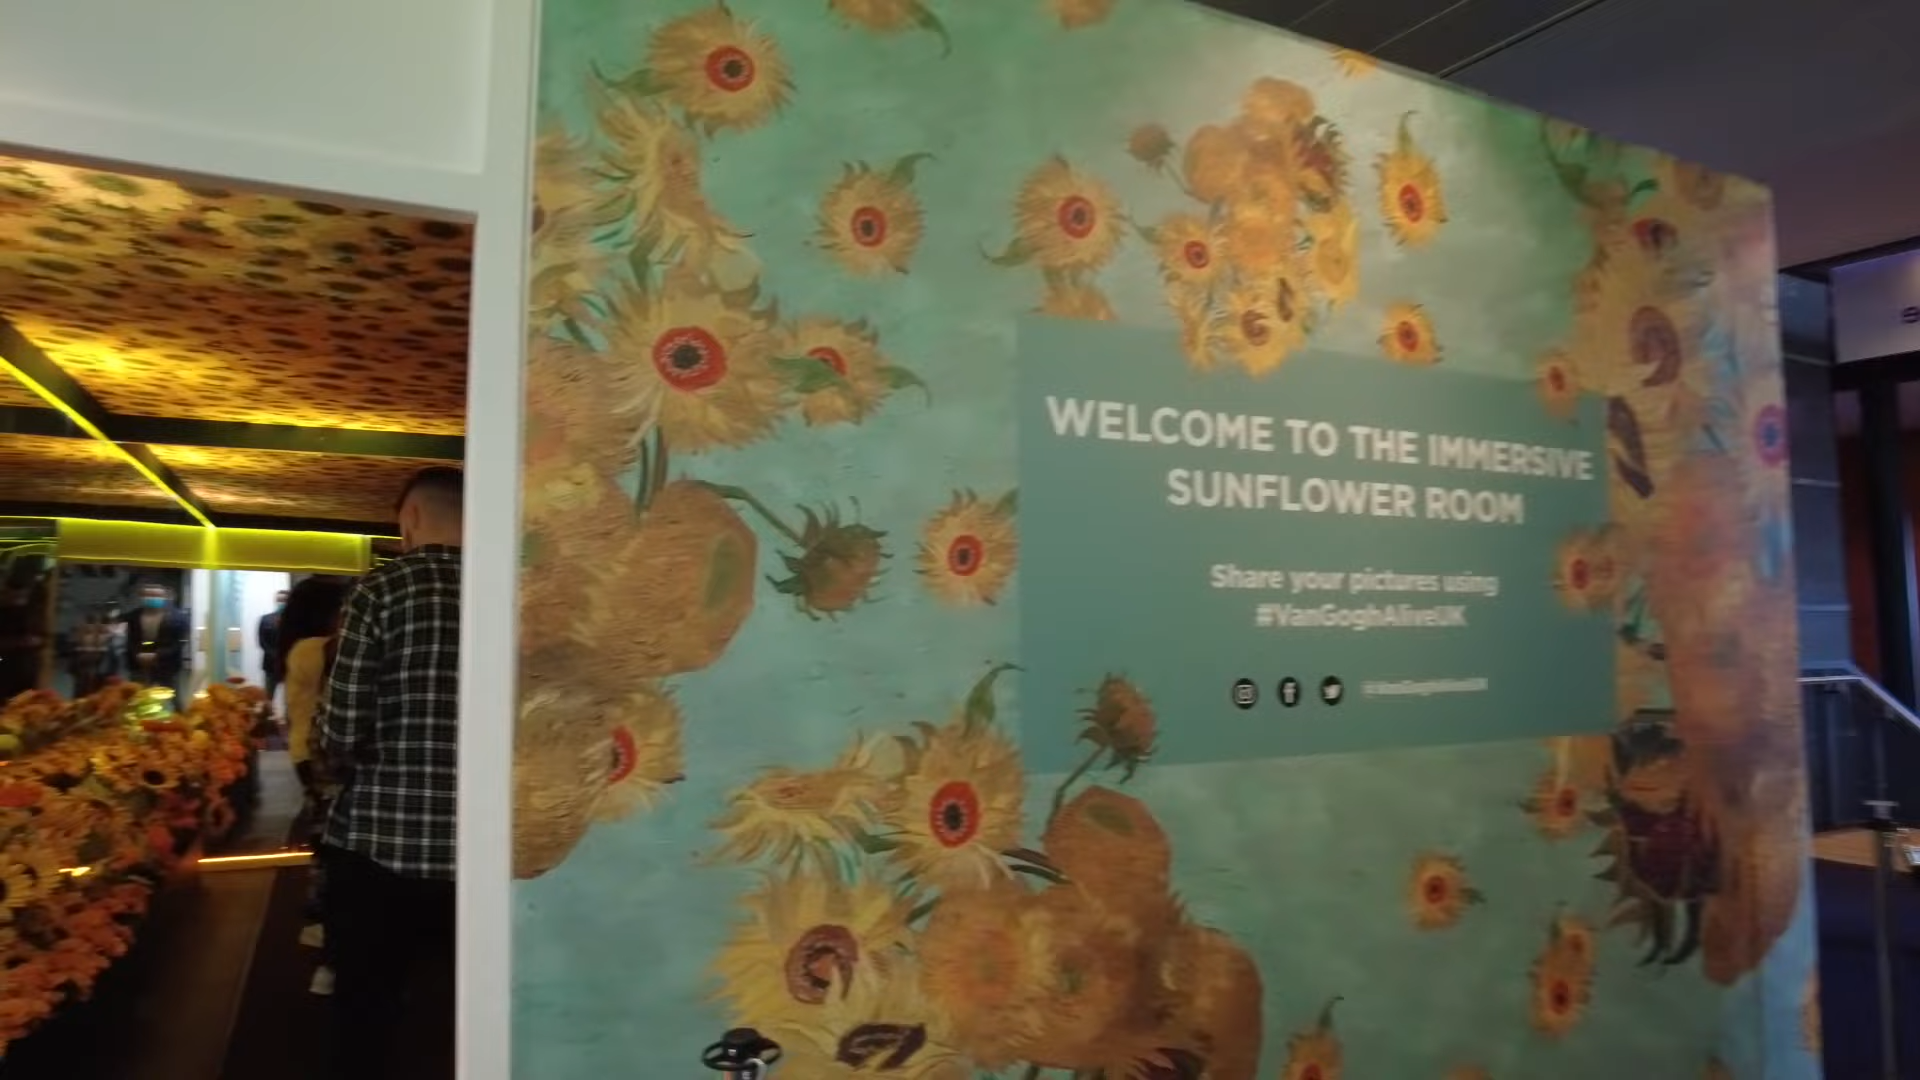 WELCOME TO THE IMMERSIVE
SUNFLOWER ROOM
Share your pictures using
#VanGoghAliveUK